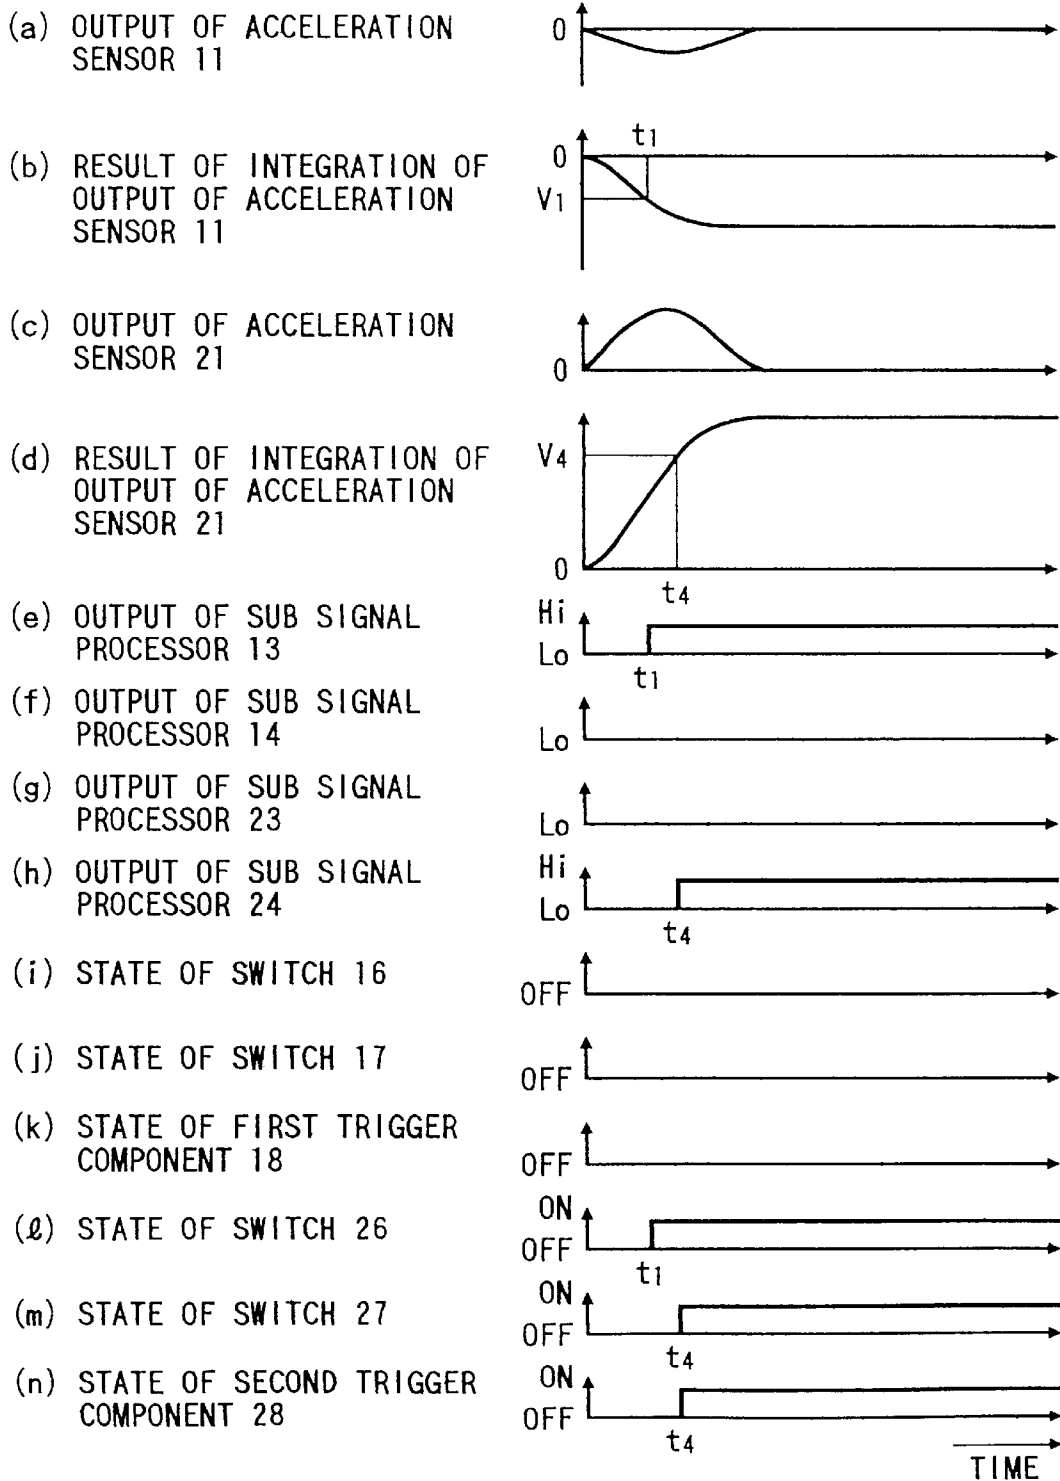 (a) OUTPUT OF ACCELERATION
SENSOR 11
0
(b) RESULT OF INTEGRATION OF
OUTPUT OF ACCELERATION
SENSOR 11
t1
0
V1
(c) OUTPUT OF ACCELERATION
SENSOR 21
0
(d) RESULT OF INTEGRATION OF
OUTPUT OF ACCELERATION
SENSOR 21
V4
0
t4
(e) OUTPUT OF SUB SIGNAL
PROCESSOR 13
Hi
Lo
t1
(f) OUTPUT OF SUB SIGNAL
PROCESSOR 14
Lo
(g) OUTPUT OF SUB SIGNAL
PROCESSOR 23
Lo
(h) OUTPUT OF SUB SIGNAL
PROCESSOR 24
Hi
Lo
t4
(i) STATE OF SWITCH 16
OFF
(j) STATE OF SWITCH 17
OFF
(k) STATE OF FIRST TRIGGER
COMPONENT 18
OFF
(ℓ) STATE OF SWITCH 26
ON
OFF
t1
(m) STATE OF SWITCH 27
ON
OFF
t4
(n) STATE OF SECOND TRIGGER
COMPONENT 28
ON
OFF
t4
TIME